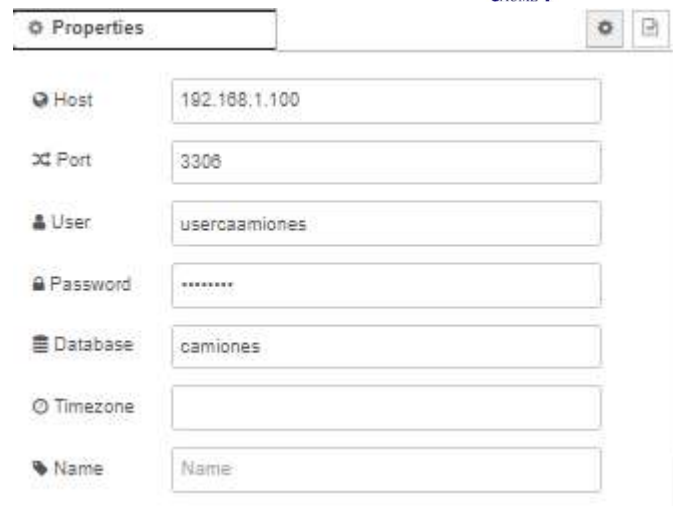 Properties
Host 192.168.1.100
Port 3306
User usercaamiones
Password ••••••••
Database camiones
Timezone
Name Name